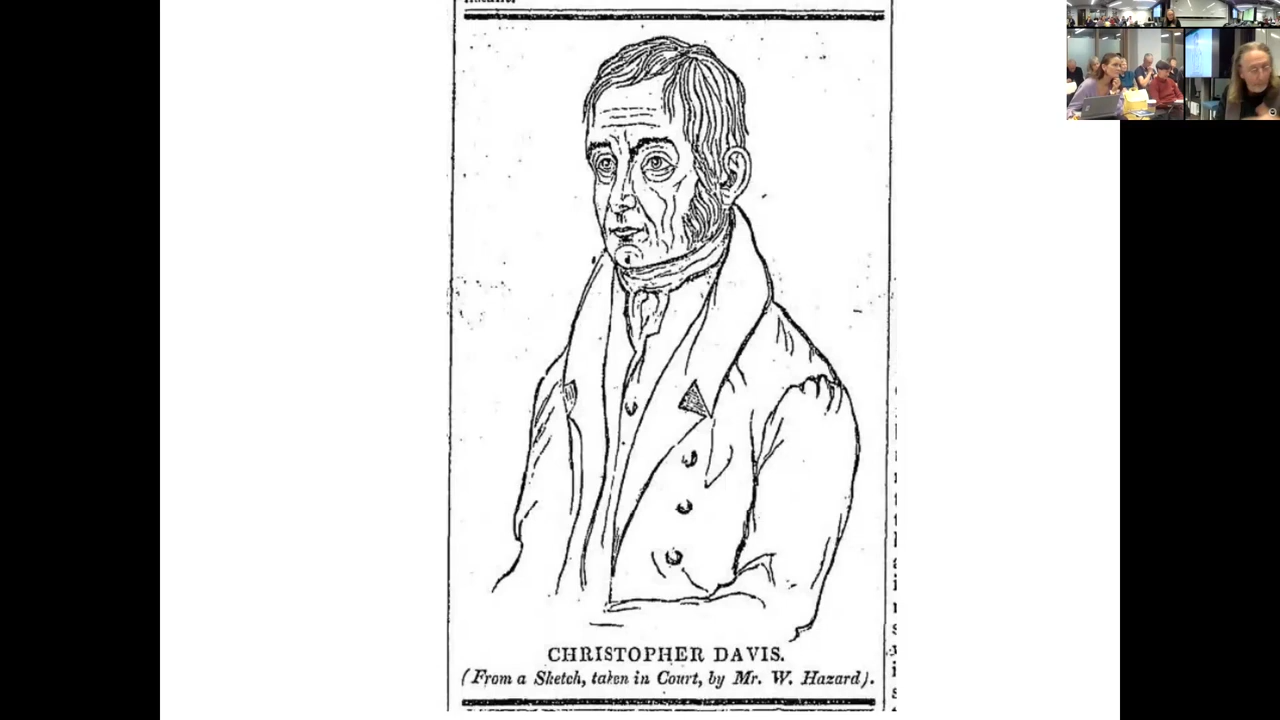 CHRISTOPHER DAVIS.
(From a Sketch, taken in Court, by Mr. W. Hazard).